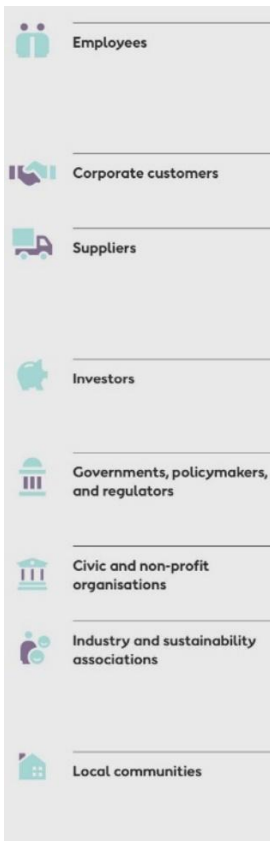 Employees
Corporate customers
Suppliers
Investors
Governments, policymakers,
and regulators
Civic and non-profit
organisations
Industry and sustainability
associations
Local communities